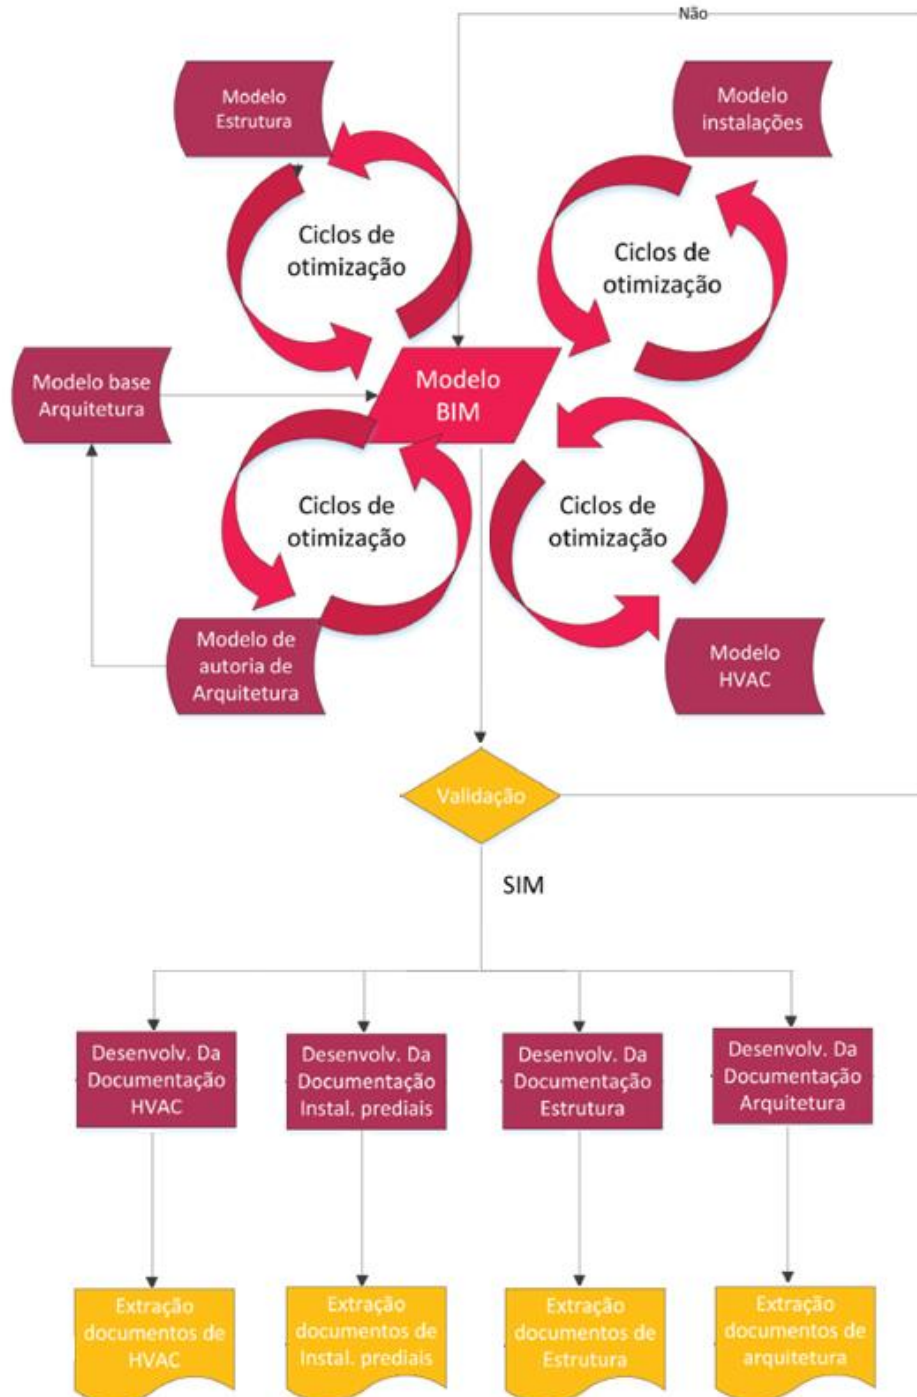 Não
Modelo
Estrutura
Modelo
instalações
Ciclos de
otimização
Ciclos de
otimização
Modelo base
Arquitetura
Modelo
BIM
Ciclos de
otimização
Ciclos de
otimização
Modelo de
autoria de
Arquitetura
Modelo
HVAC
Validação
SIM
Desenvolv. Da
Documentação
HVAC
Desenvolv. Da
Documentação
Instal. prediais
Desenvolv. Da
Documentação
Estrutura
Desenvolv. Da
Documentação
Arquitetura
Extração
documentos de
HVAC
Extração
documentos de
Instal. prediais
Extração
documentos de
Estrutura
Extração
documentos de
arquitetura